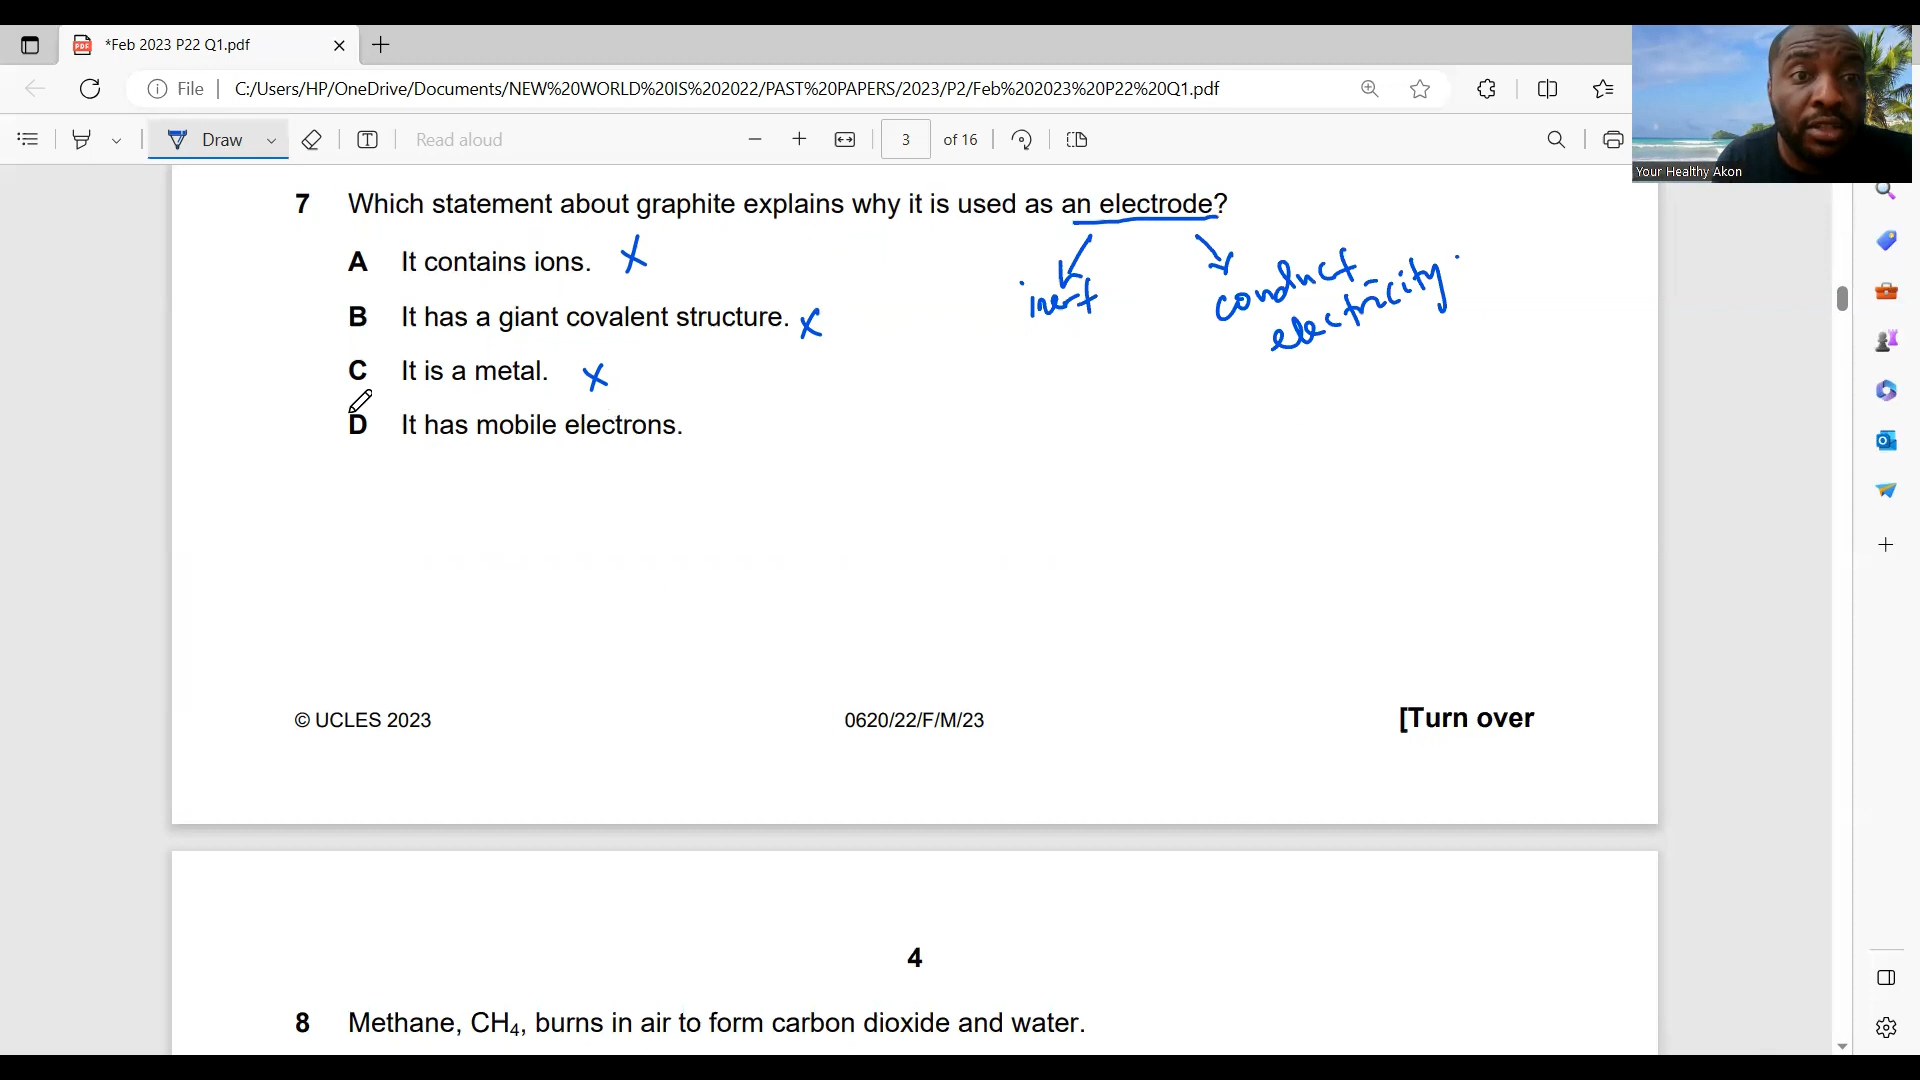 *Feb 2023 P22 Q1.pdf
File
C:/Users/HP/OneDrive/Documents/NEW%20WORLD%20IS%202022/PAST%20PAPERS/2023/P2/Feb%202023%20P22%20Q1.pdf
Draw
Read aloud
3 of 16
Your Healthy Akon
7 Which statement about graphite explains why it is used as an electrode?
A It contains ions. X
B It has a giant covalent structure. X
C It is a metal. X
D It has mobile electrons.
inert
conduct
electricity
© UCLES 2023
0620/22/F/M/23
[Turn over
4
8 Methane, CH₄, burns in air to form carbon dioxide and water.